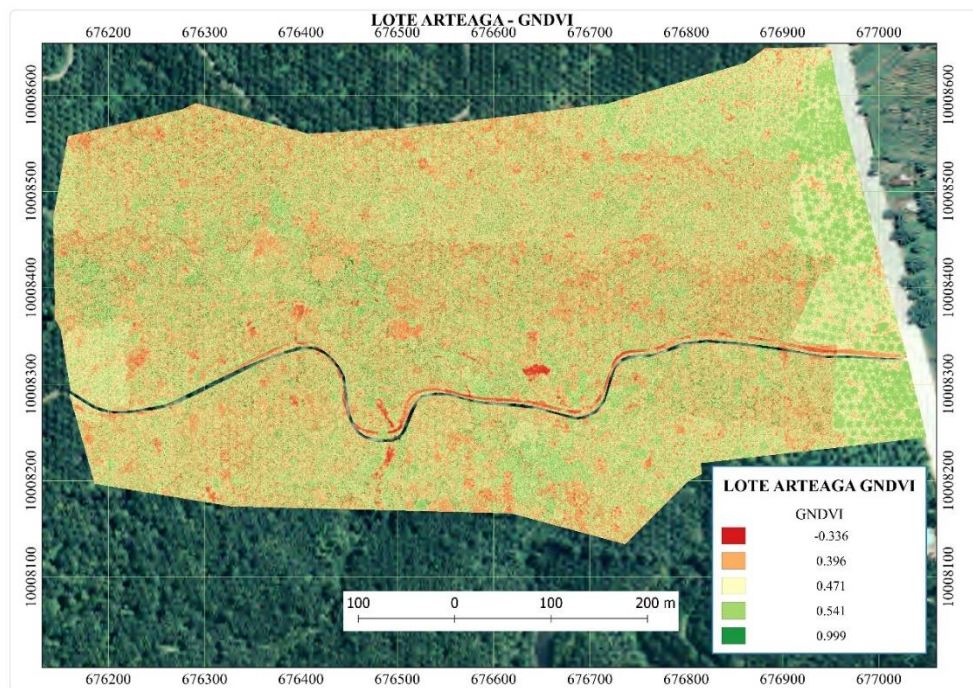 LOTE ARTEAGA - GNDVI
676200 676300 676400 676500 676600 676700 676800 676900 677000
10008600 10008600
10008500 10008500
10008400 10008400
10008300 10008300
10008200 10008200
10008100 10008100
LOTE ARTEAGA GNDVI
GNDVI
-0.336
0.396
0.471
0.541
0.999
100 0 100 200 m
676200 676300 676400 676500 676600 676700 676800 676900 677000